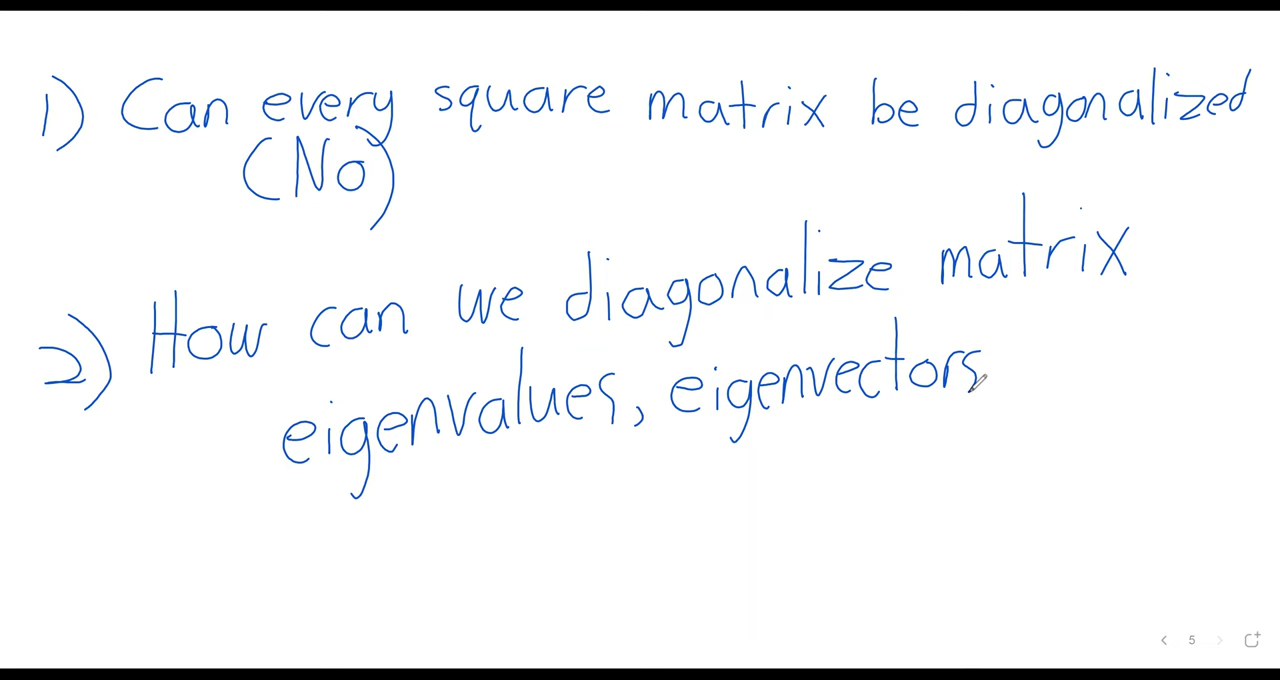 1) Can every square matrix be diagonalized
(No)
2) How can we diagonalize matrix
eigenvalues, eigenvectors
5